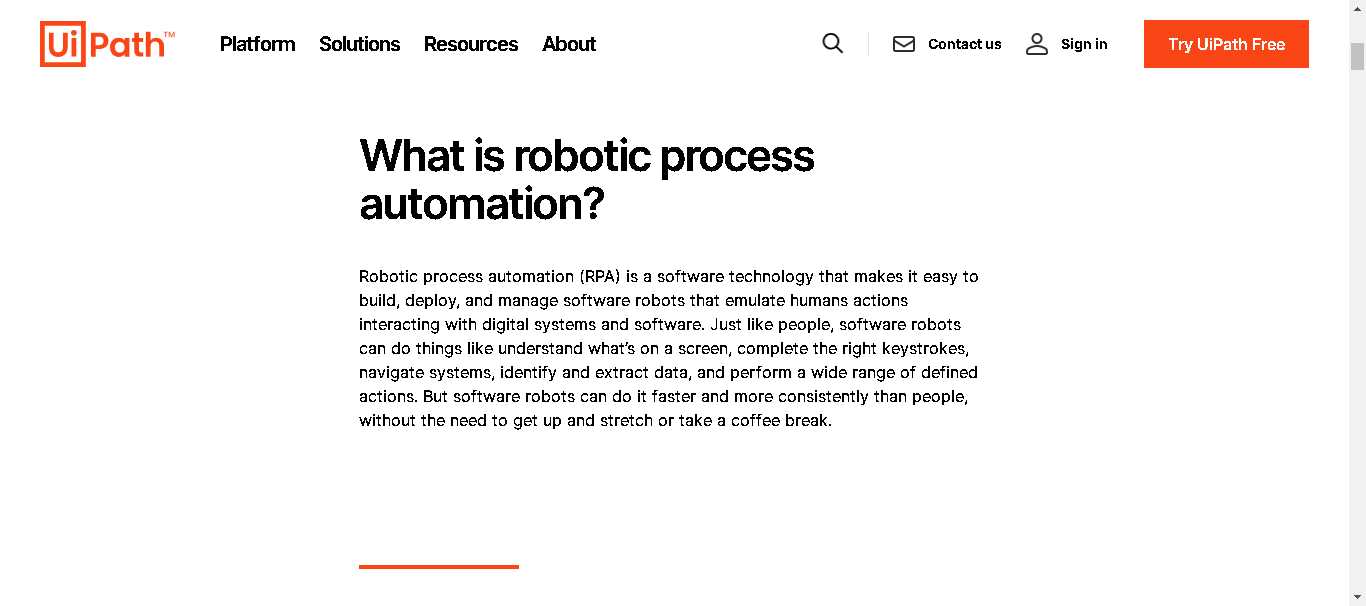 UiPath™
Platform Solutions Resources About
Contact us Sign in Try UiPath Free
What is robotic process
automation?
Robotic process automation (RPA) is a software technology that makes it easy to
build, deploy, and manage software robots that emulate humans actions
interacting with digital systems and software. Just like people, software robots
can do things like understand what's on a screen, complete the right keystrokes,
navigate systems, identify and extract data, and perform a wide range of defined
actions. But software robots can do it faster and more consistently than people,
without the need to get up and stretch or take a coffee break.